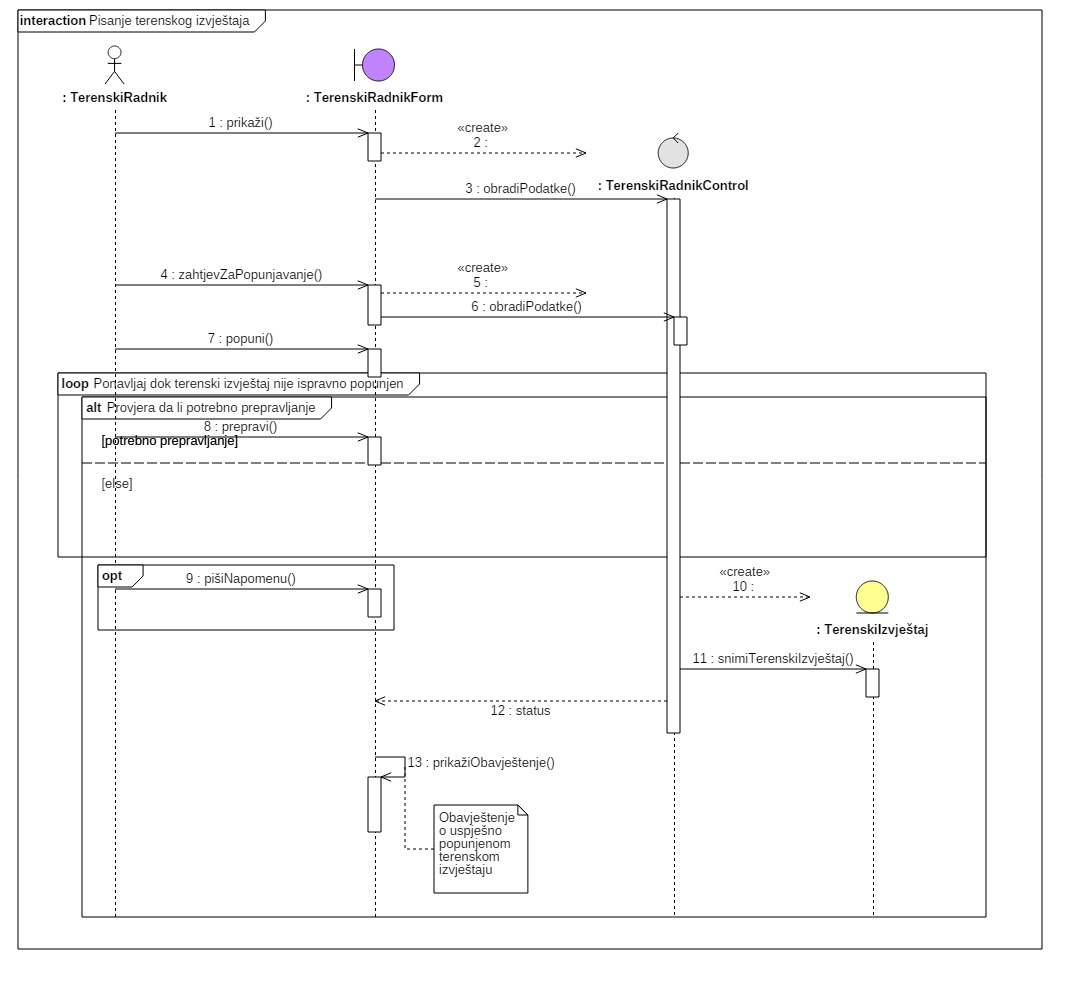 interaction Pisanje terenskog izvještaja
: TerenskiRadnik
: TerenskiRadnikForm
1 : prikaži()
«create»
2 :
: TerenskiRadnikControl
3 : obradiPodatke()
4 : zahtjevZaPopunjavanje()
«create»
5 :
6 : obradiPodatke()
7 : popuni()
loop Ponavljaj dok terenski izvještaj nije ispravno popunjen
alt Provjera da li potrebno prepravljanje
8 : prepravi()
[potrebno prepravljanje]
[else]
opt
9 : pišiNapomenu()
«create»
10 :
: TerenskiIzvještaj
11 : snimiTerenskiIzvještaj()
12 : status
13 : prikažiObavještenje()
Obavještenje
o uspješno
popunjenom
terenskom
izvještaju